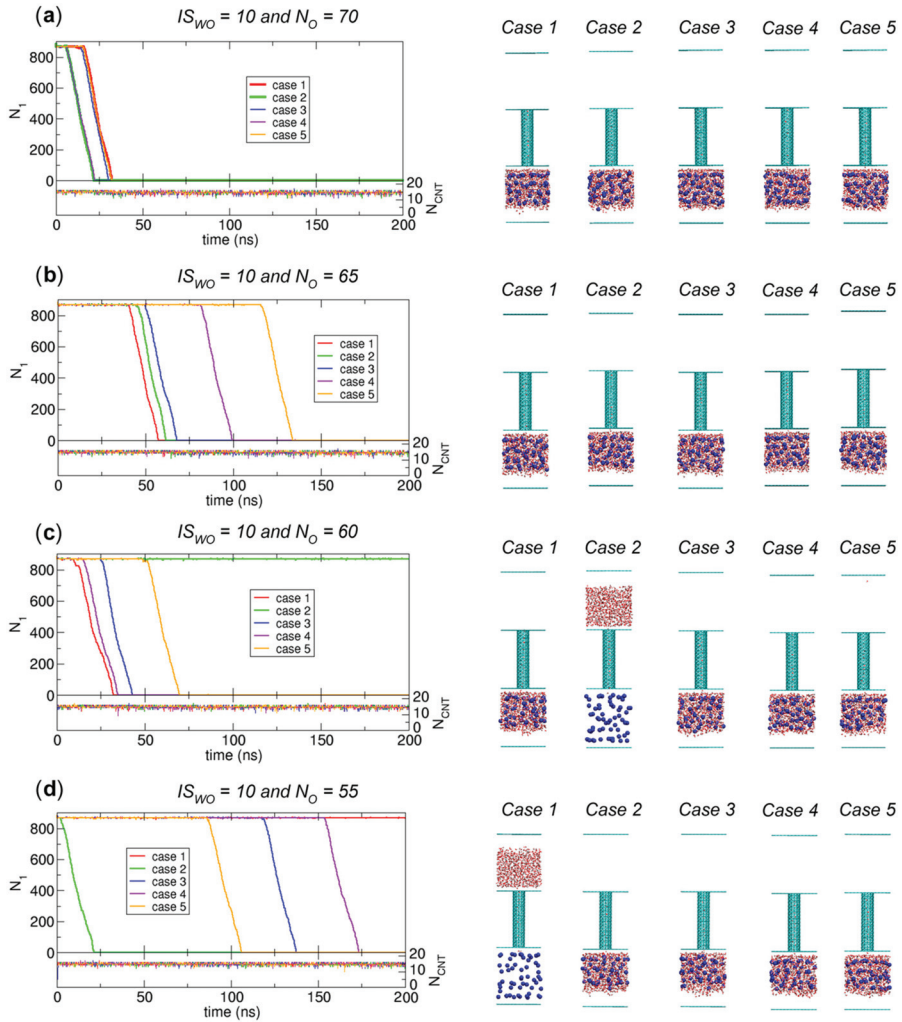 (a) IS_WO = 10 and N_O = 70
Case 1 Case 2 Case 3 Case 4 Case 5
800
600
400
200
0
N_1
case 1
case 2
case 3
case 4
case 5
20
10
0
N_CNT
0 50 100 150 200
time (ns)
(b) IS_WO = 10 and N_O = 65
Case 1 Case 2 Case 3 Case 4 Case 5
800
600
400
200
0
N_1
case 1
case 2
case 3
case 4
case 5
20
10
0
N_CNT
0 50 100 150 200
time (ns)
(c) IS_WO = 10 and N_O = 60
Case 1 Case 2 Case 3 Case 4 Case 5
800
600
400
200
0
N_1
case 1
case 2
case 3
case 4
case 5
20
10
0
N_CNT
0 50 100 150 200
time (ns)
(d) IS_WO = 10 and N_O = 55
Case 1 Case 2 Case 3 Case 4 Case 5
800
600
400
200
0
N_1
case 1
case 2
case 3
case 4
case 5
20
10
0
N_CNT
0 50 100 150 200
time (ns)